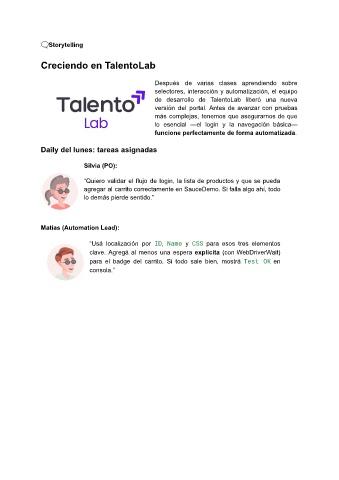 🗨Storytelling
Creciendo en TalentoLab
Después de varias clases aprendiendo sobre
selectores, interacción y automatización, el equipo
de desarrollo de TalentoLab liberó una nueva
versión del portal. Antes de avanzar con pruebas
más complejas, tenemos que asegurarnos de que
lo esencial —el login y la navegación básica—
funcione perfectamente de forma automatizada.
Talento
Lab
Daily del lunes: tareas asignadas
Silvia (PO):
“Quiero validar el flujo de login, la lista de productos y que se pueda
agregar al carrito correctamente en SauceDemo. Si falla algo ahí, todo
lo demás pierde sentido.”
Matías (Automation Lead):
“Usá localización por ID, Name y CSS para esos tres elementos
clave. Agregá al menos una espera explícita (con WebDriverWait)
para el badge del carrito. Si todo sale bien, mostrá Test OK en
consola.”